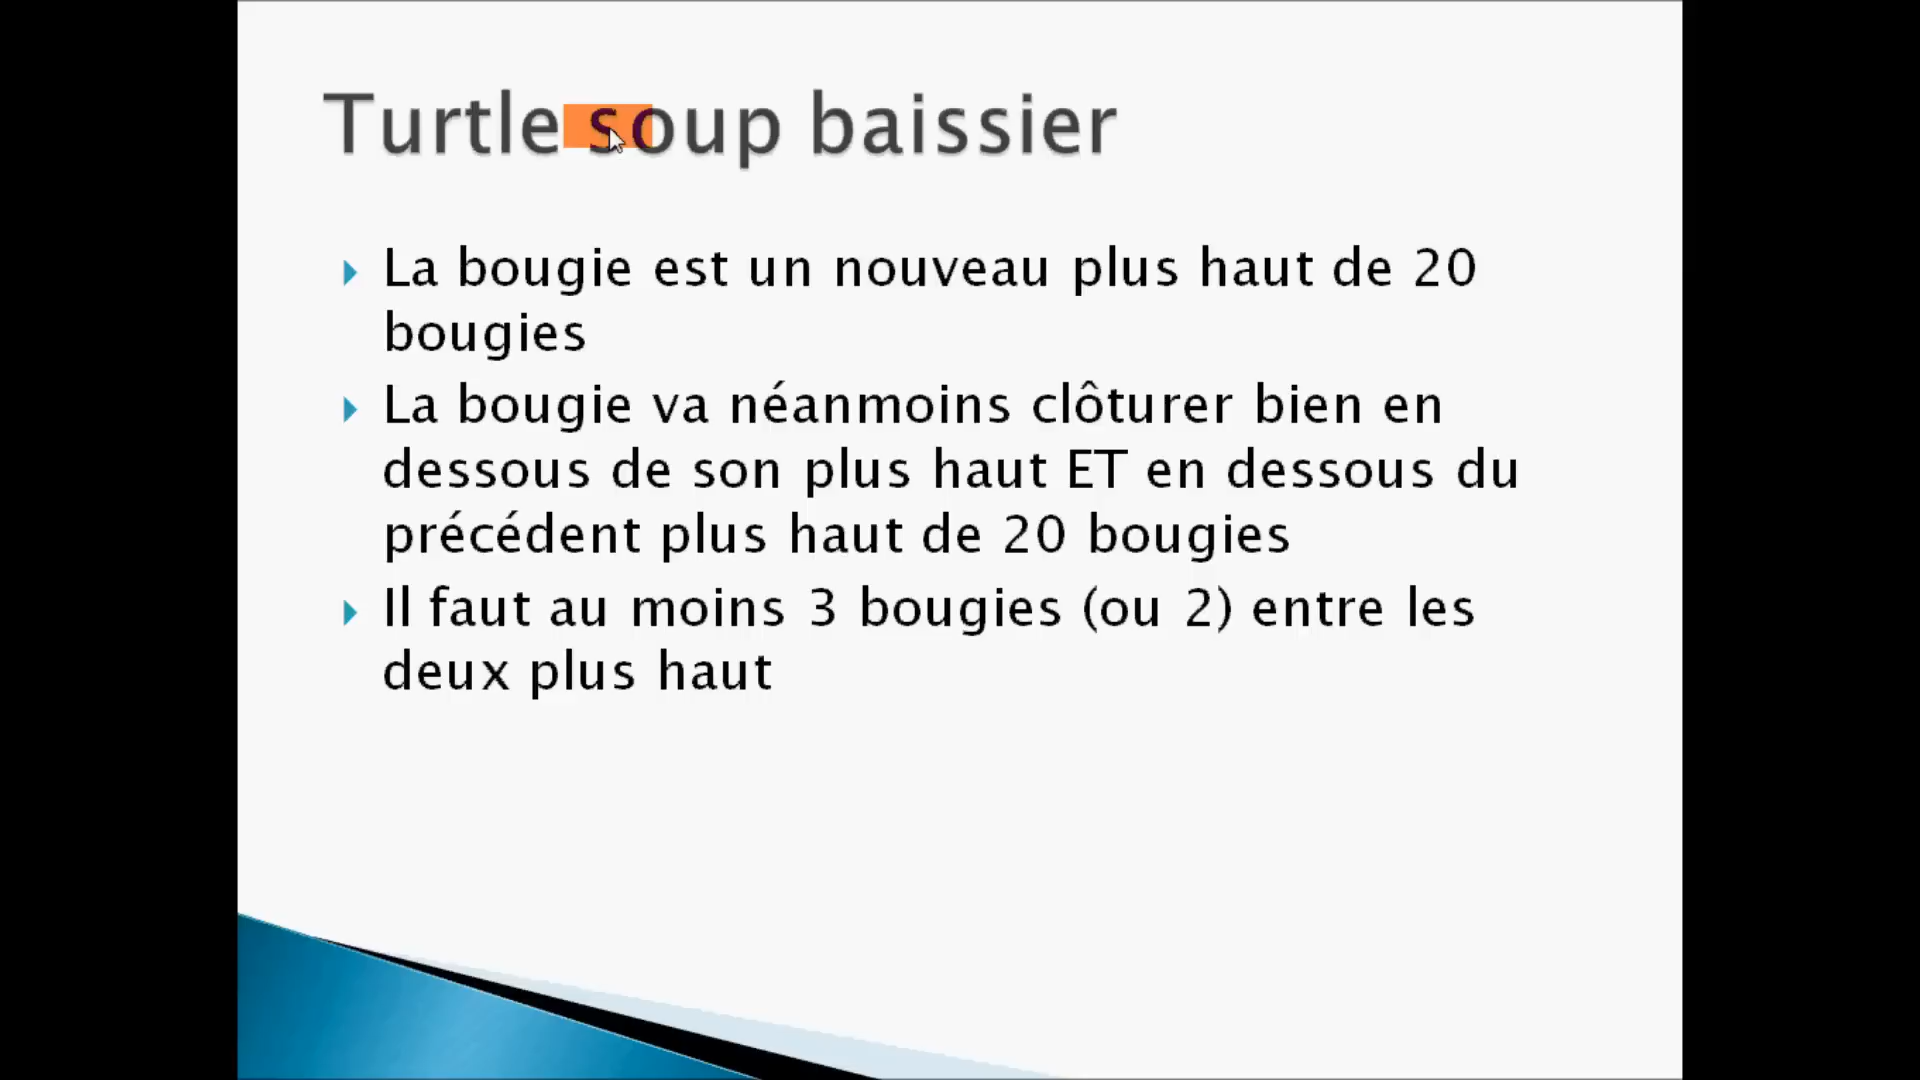 Turtle soup baissier
La bougie est un nouveau plus haut de 20
bougies
La bougie va néanmoins clôturer bien en
dessous de son plus haut ET en dessous du
précédent plus haut de 20 bougies
Il faut au moins 3 bougies (ou 2) entre les
deux plus haut